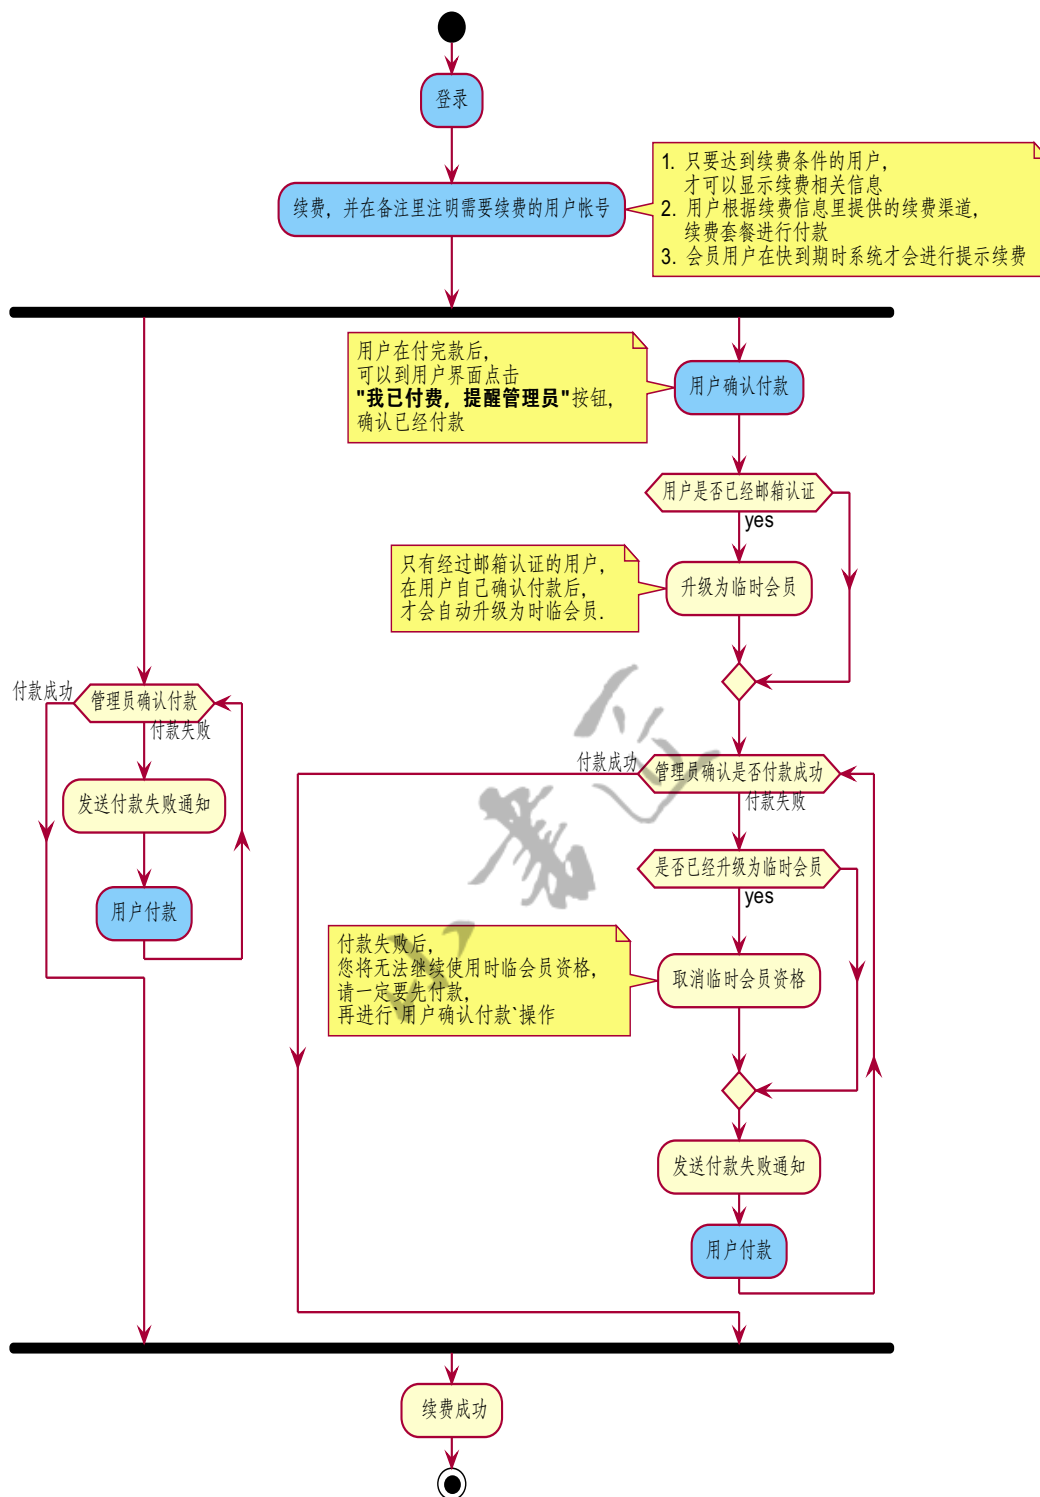 登录
续费，并在备注里注明需要续费的用户帐号
1. 只要达到续费条件的用户，
才可以显示续费相关信息
2. 用户根据续费信息里提供的续费渠道，
续费套餐进行付款
3. 会员用户在快到期时系统才会进行提示续费
用户在付完款后，
可以到用户界面点击
"我已付费，提醒管理员"按钮，
确认已经付款
用户确认付款
用户是否已经邮箱认证
yes
只有经过邮箱认证的用户，
在用户自己确认付款后，
才会自动升级为时临会员.
升级为临时会员
付款成功
管理员确认付款
付款失败
发送付款失败通知
用户付款
付款成功
管理员确认是否付款成功
付款失败
是否已经升级为临时会员
yes
付款失败后，
您将无法继续使用时临会员资格，
请一定要先付款，
再进行`用户确认付款`操作
取消临时会员资格
发送付款失败通知
用户付款
续费成功